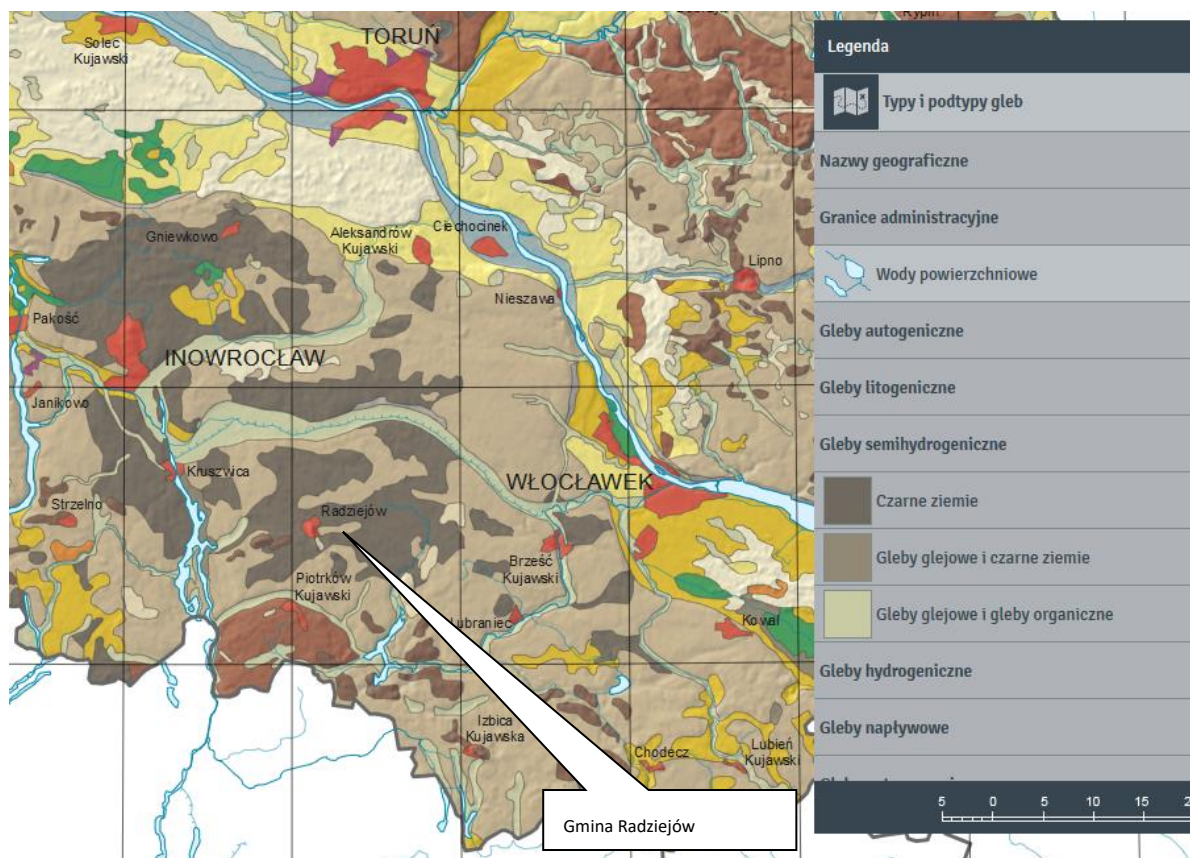 Rypin
Solec
Kujawski
TORUŃ
Gniewkowo
Aleksandrów
Kujawski
Ciechocinek
Lipno
Nieszawa
Pakość
INOWROCŁAW
Janikowo
Kruszwica
WŁOCŁAWEK
Strzelno
Radziejów
Brześć
Kujawski
Piotrków
Kujawski
Lubraniec
Kowal
Izbica
Kujawska
Chodecz
Lubień
Kujawski
Gmina Radziejów
Legenda
Typy i podtypy gleb
Nazwy geograficzne
Granice administracyjne
Wody powierzchniowe
Gleby autogeniczne
Gleby litogeniczne
Gleby semihydrogeniczne
Czarne ziemie
Gleby glejowe i czarne ziemie
Gleby glejowe i gleby organiczne
Gleby hydrogeniczne
Gleby napływowe
5 0 5 10 15